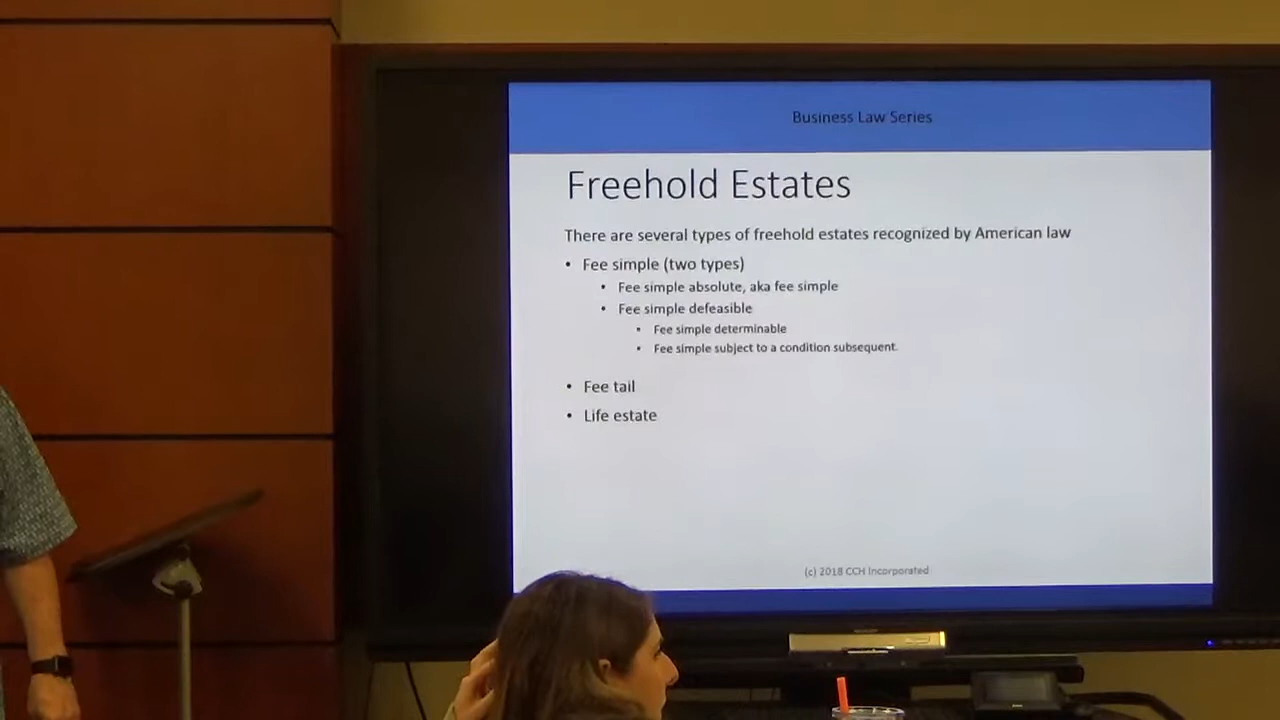 Business Law Series
Freehold Estates
There are several types of freehold estates recognized by American law
• Fee simple (two types)
• Fee simple absolute, aka fee simple
• Fee simple defeasible
• Fee simple determinable
• Fee simple subject to a condition subsequent.
• Fee tail
• Life estate
(c) 2018 CCH Incorporated